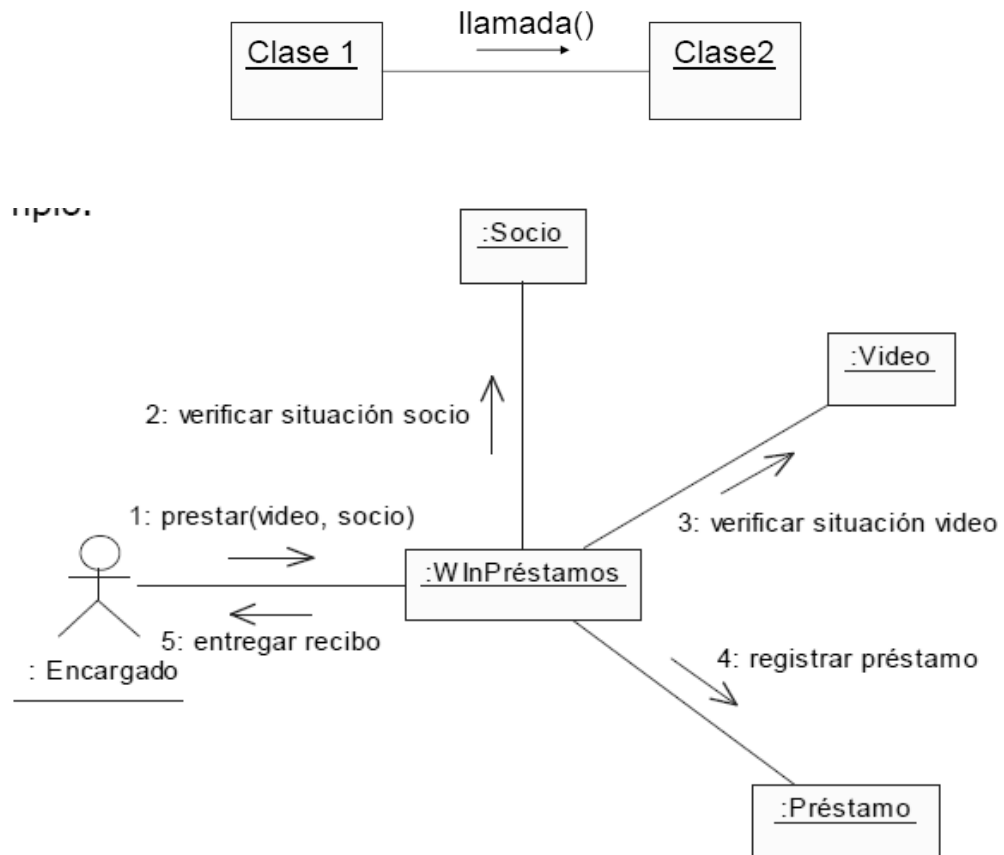 llamada()
Clase 1
Clase2
:Socio
:Video
2: verificar situación socio
1: prestar(video, socio)
3: verificar situación video
:WInPréstamos
5: entregar recibo
4: registrar préstamo
: Encargado
:Préstamo